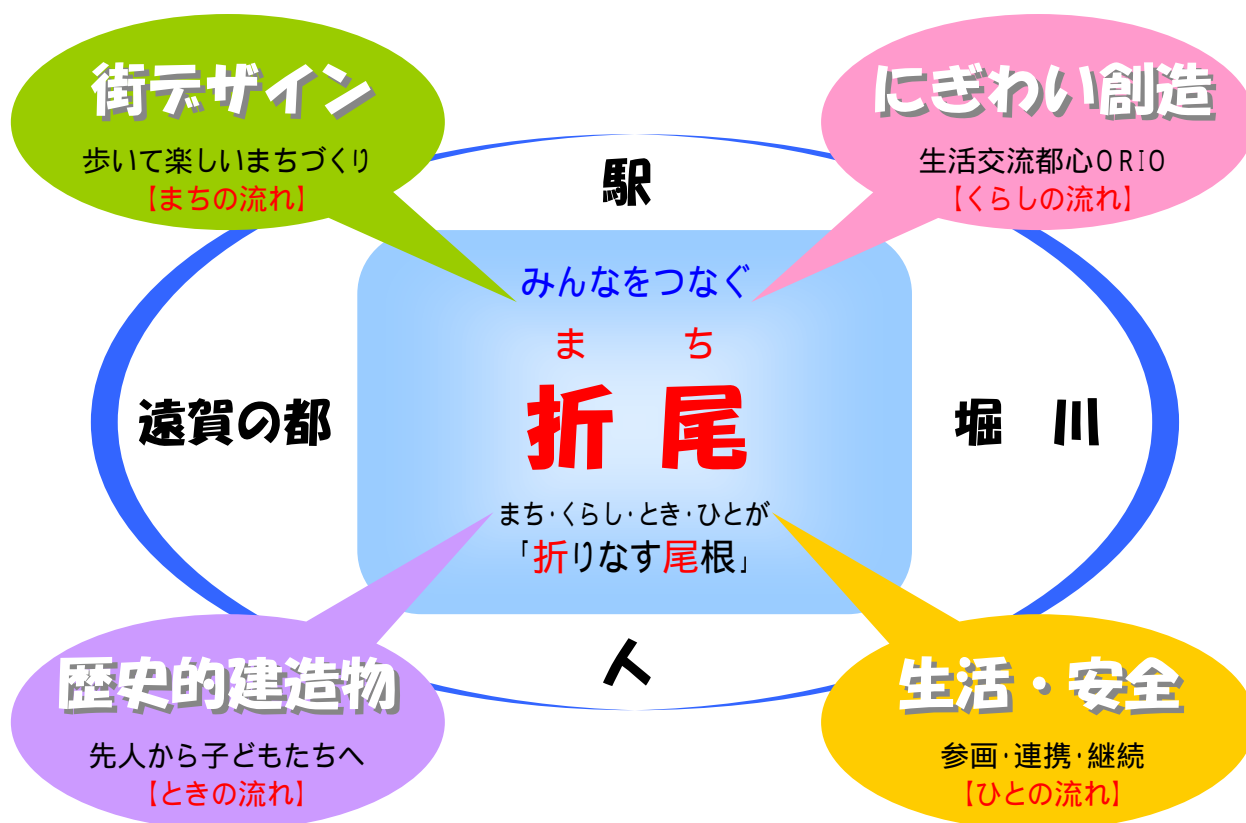 街デザイン
歩いて楽しいまちづくり
【まちの流れ】
にぎわい創造
生活交流都心ORIO
【くらしの流れ】
駅
みんなをつなぐ
まち
折尾
遠賀の都
堀川
まち・くらし・とき・ひとが
「折りなす尾根」
人
歴史的建造物
先人から子どもたちへ
【ときの流れ】
生活・安全
参画・連携・継続
【ひとの流れ】